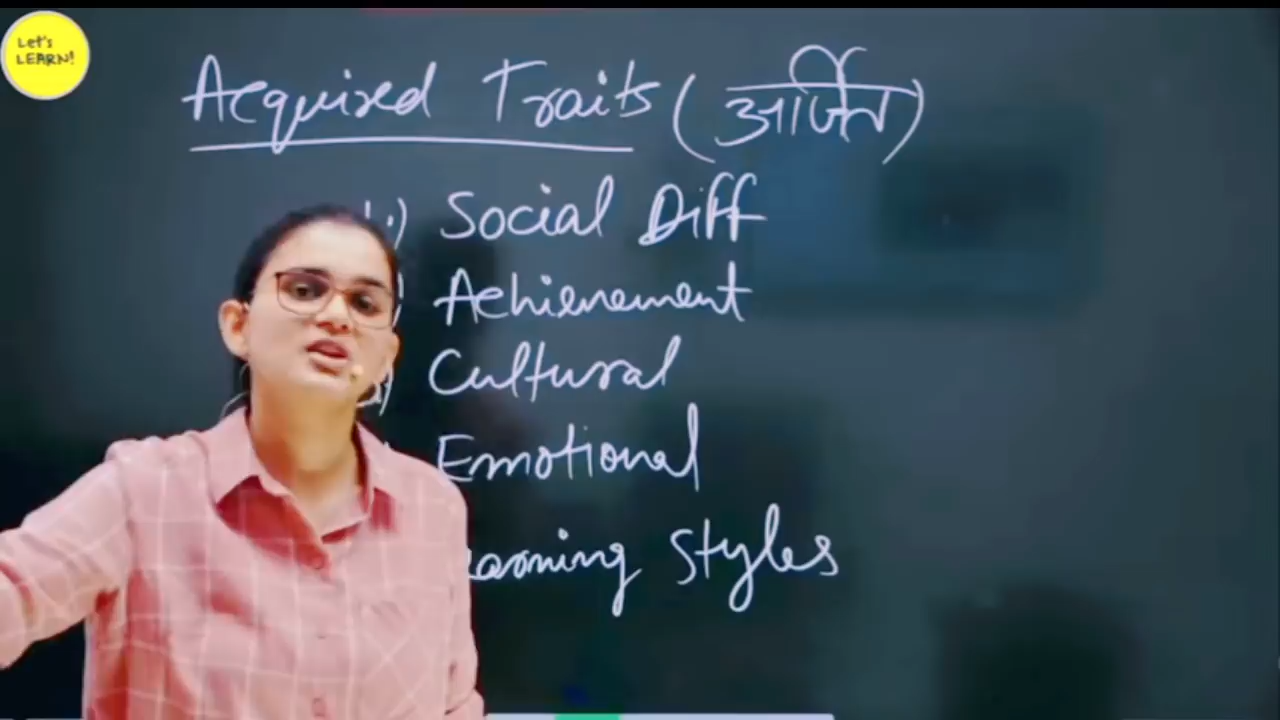 Let's
LEARN!
Acquired Traits (अर्जित)
Social Diff
Achievement
Cultural
Emotional
Styles